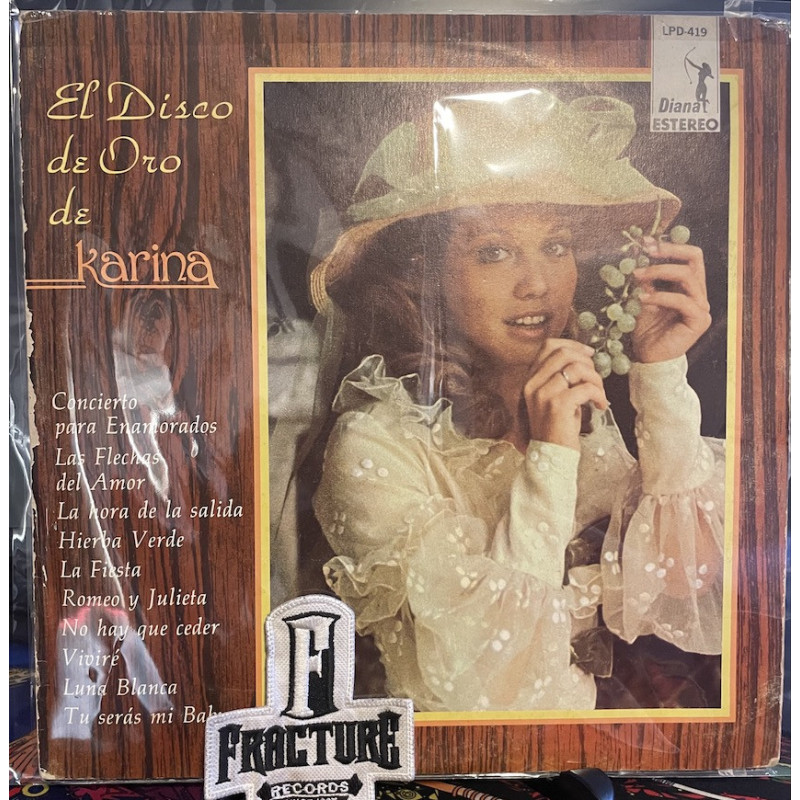 LPD-419
Diana
ESTEREO
El Disco
de Oro
de
karina
Concierto
para Enamorados
Las Flechas
del Amor
La hora de la salida
Hierba Verde
La Fiesta
Romeo y Julieta
No hay que ceder
Viviré
Luna Blanca
Tu serás mi
F
FRACTURE
RECORDS